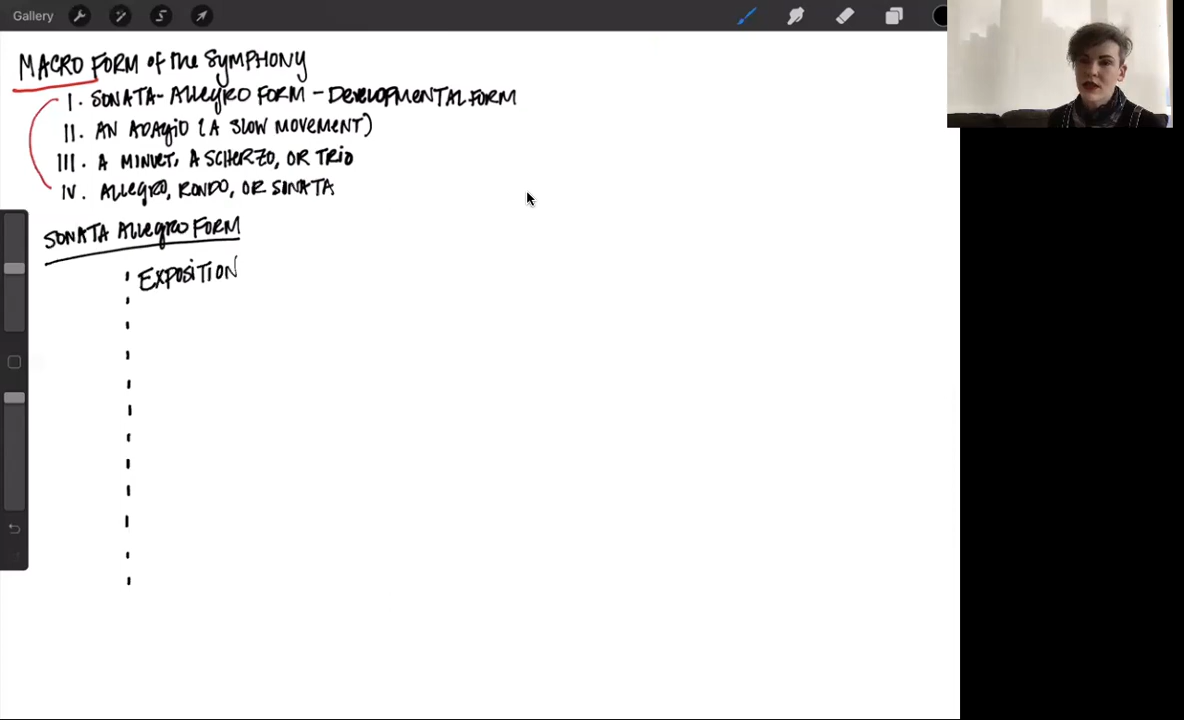 Gallery
MACRO FORM of the SYMPHONY
I. SONATA-ALLEGRO FORM - DEVELOPMENTAL FORM
II. AN ADAGIO (A SLOW MOVEMENT)
III. A MINUET, A SCHERZO, OR TRIO
IV. ALLEGRO, RONDO, OR SONATA
SONATA ALLEGRO FORM
EXPOSITION